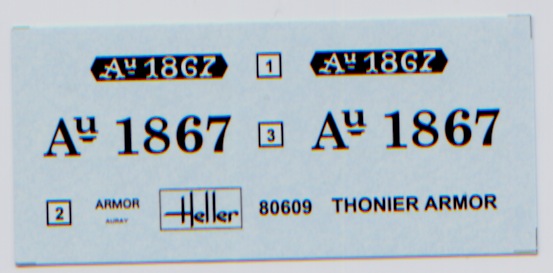 Au 1867 1 Au 1867
Au 1867 3 Au 1867
2 ARMOR Heller 80609 THONIER ARMOR
AURAY